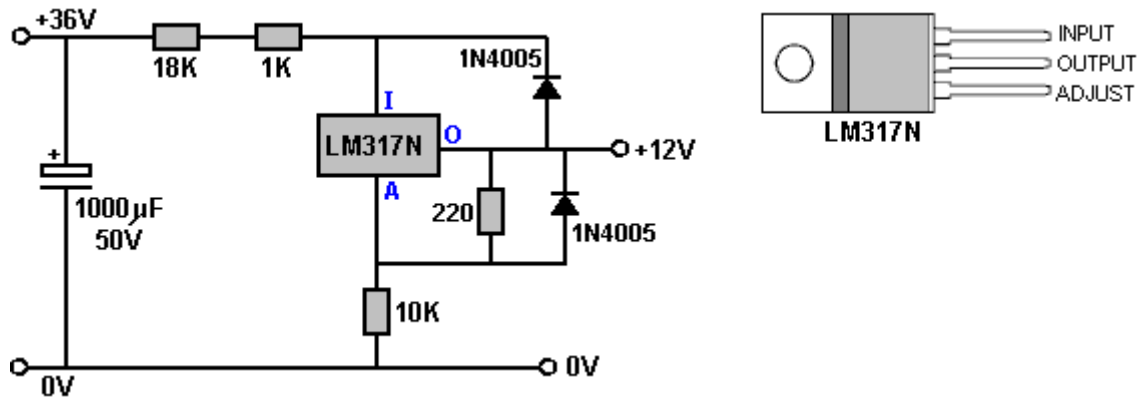 +36V
18K
1K
1N4005
I
LM317N
O
+12V
A
+
1000µF
50V
220
1N4005
10K
0V
0V
INPUT
OUTPUT
ADJUST
LM317N